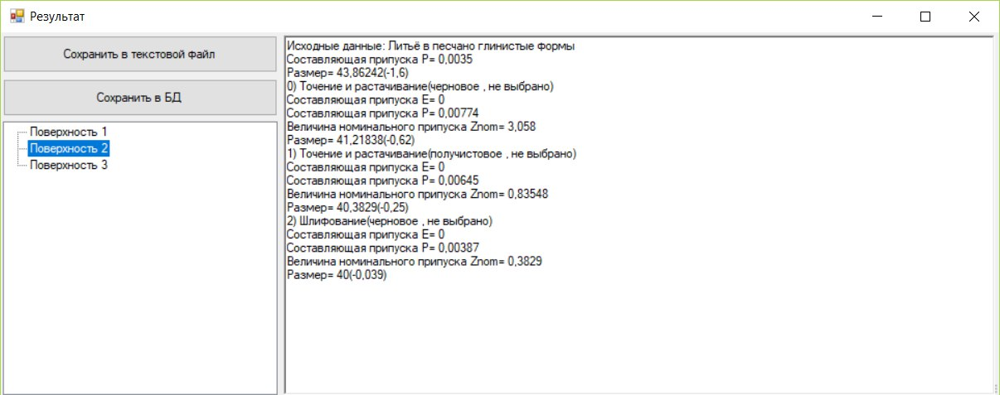 Результат
Сохранить в текстовой файл
Сохранить в БД
Поверхность 1
Поверхность 2
Поверхность 3
Исходные данные: Литьё в песчано глинистые формы
Составляющая припуска P= 0,0035
Размер= 43,86242(-1,6)
0) Точение и растачивание(черновое , не выбрано)
Составляющая припуска E= 0
Составляющая припуска P= 0,00774
Величина номинального припуска Znom= 3,058
Размер= 41,21838(-0,62)
1) Точение и растачивание(получистовое , не выбрано)
Составляющая припуска E= 0
Составляющая припуска P= 0,00645
Величина номинального припуска Znom= 0,83548
Размер= 40,3829(-0,25)
2) Шлифование(черновое , не выбрано)
Составляющая припуска E= 0
Составляющая припуска P= 0,00387
Величина номинального припуска Znom= 0,3829
Размер= 40(-0,039)